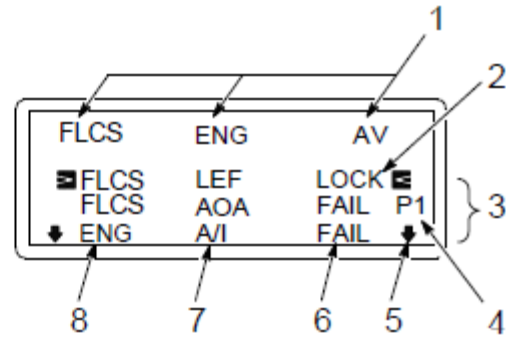 1
2
FLCS ENG AV
FLCS LEF LOCK
FLCS AOA FAIL P1
ENG A/I FAIL
3
8 7 6 5 4